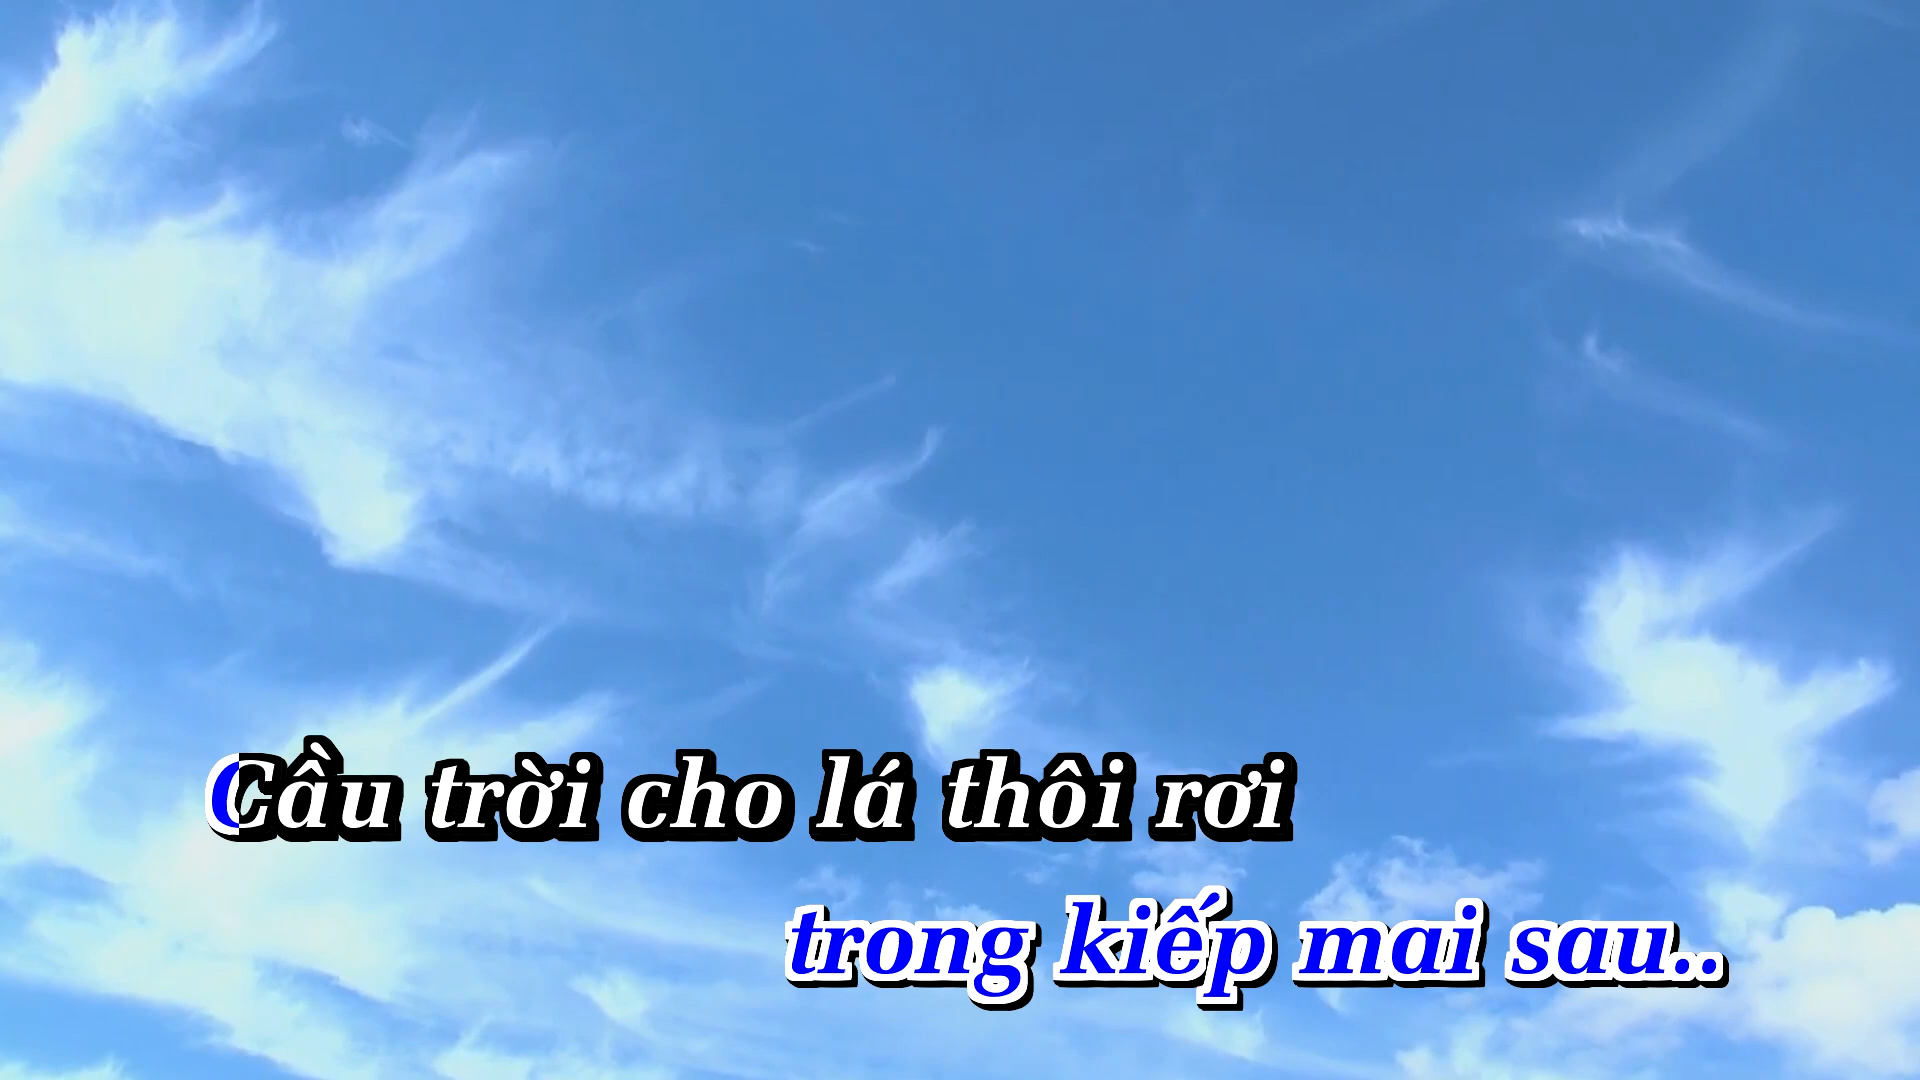 Cầu trời cho lá thôi rơi
trong kiếp mai sau..